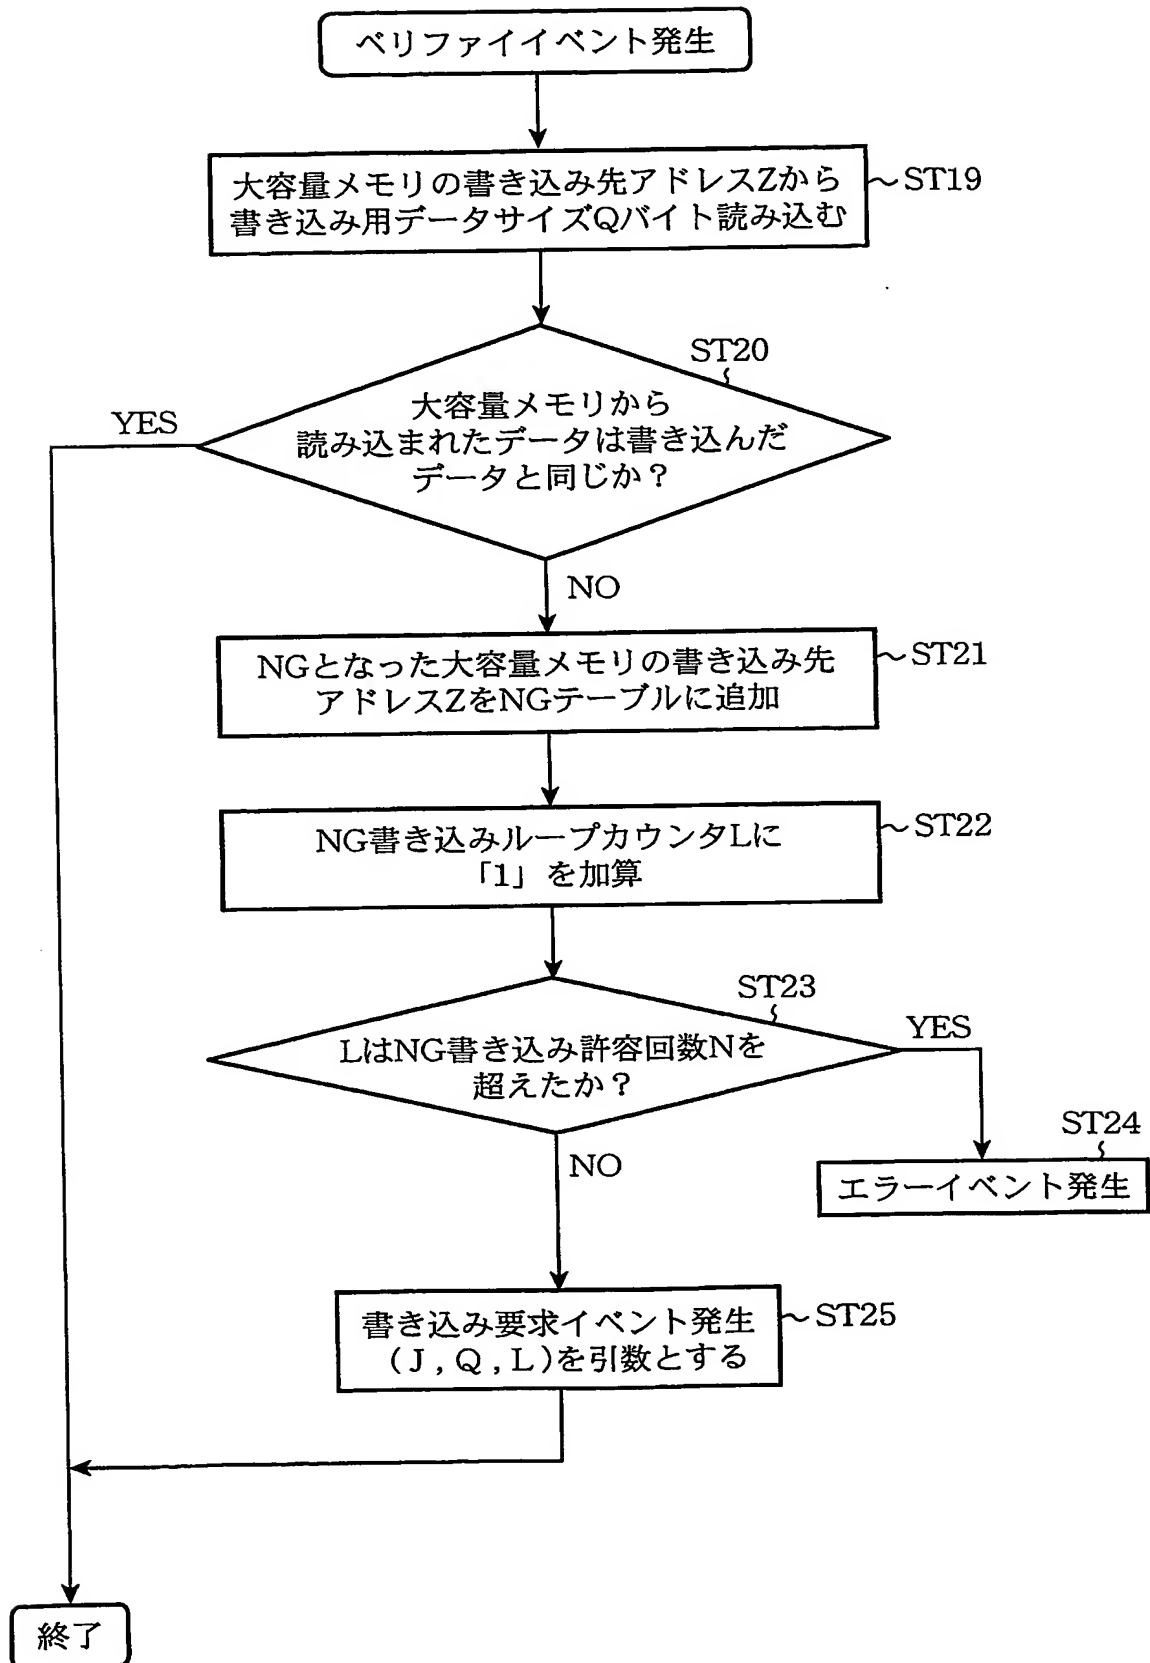 ベリファイイベント発生
大容量メモリの書き込み先アドレスZから
書き込み用データサイズQバイト読み込む
ST19
ST20
大容量メモリから
読み込まれたデータは書き込んだ
データと同じか？
YES
NO
NGとなった大容量メモリの書き込み先
アドレスZをNGテーブルに追加
ST21
NG書き込みループカウンタLに
「1」を加算
ST22
ST23
LはNG書き込み許容回数Nを
超えたか？
YES
NO
ST24
エラーイベント発生
書き込み要求イベント発生
(J,Q,L)を引数とする
ST25
終了